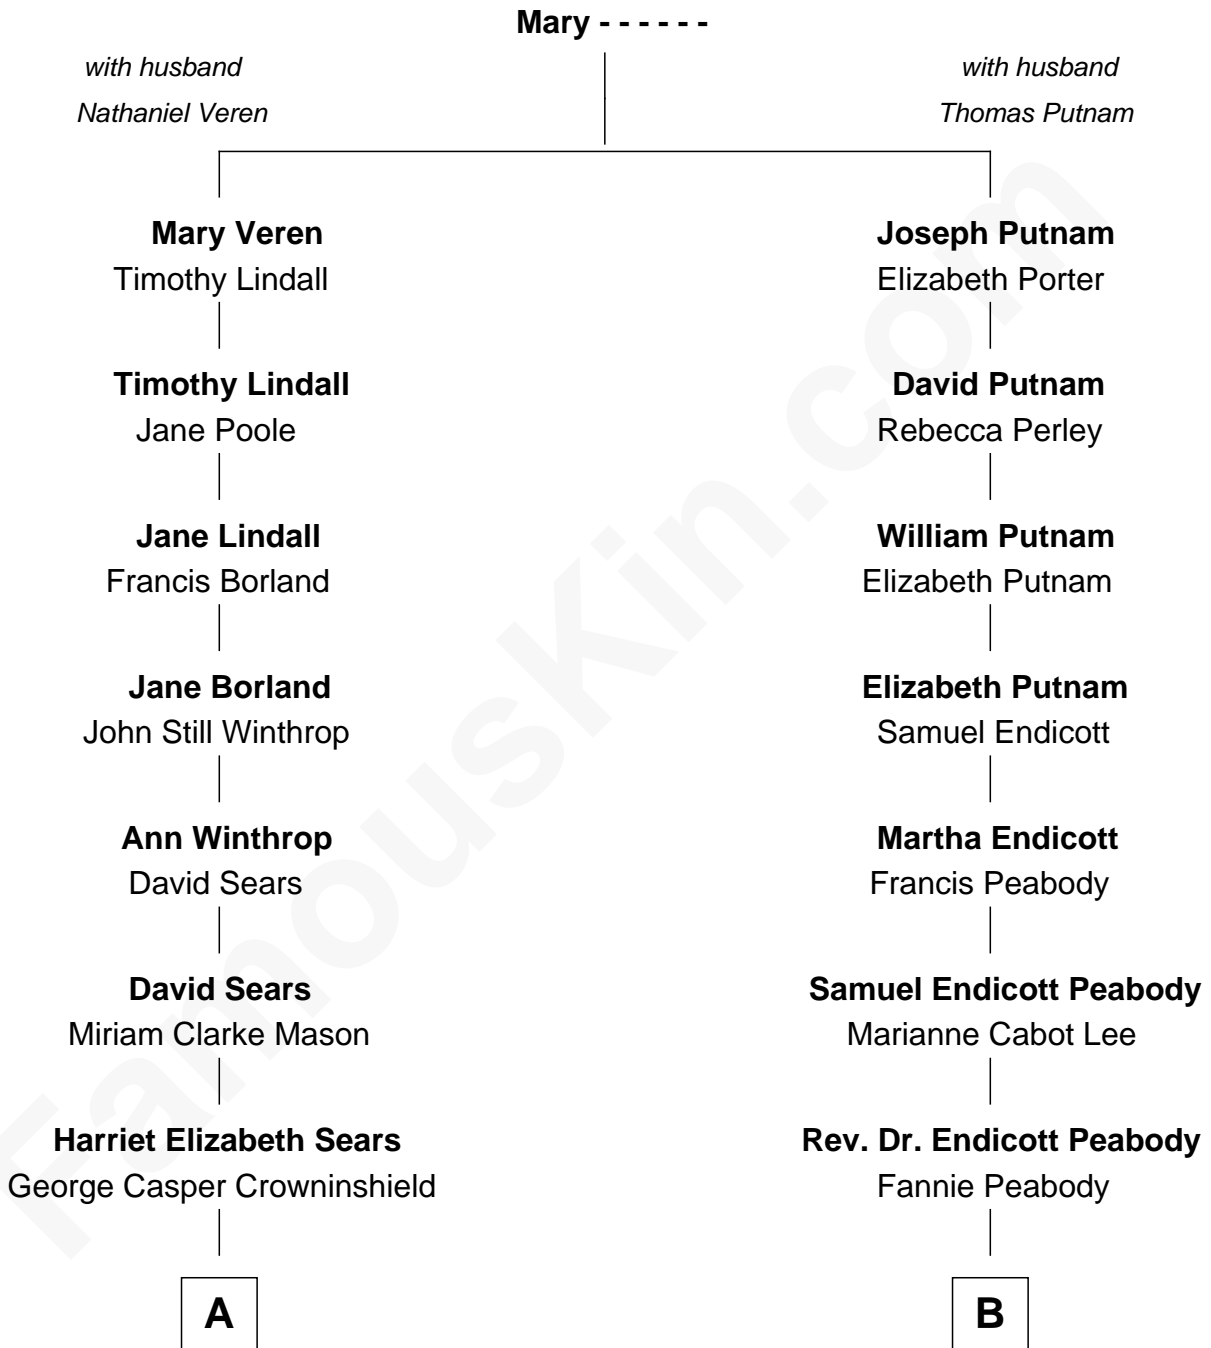 Mary - - - - - -
with husband
Nathaniel Veren
with husband
Thomas Putnam
Mary Veren
Timothy Lindall
Joseph Putnam
Elizabeth Porter
Timothy Lindall
Jane Poole
David Putnam
Rebecca Perley
Jane Lindall
Francis Borland
William Putnam
Elizabeth Putnam
Jane Borland
John Still Winthrop
Elizabeth Putnam
Samuel Endicott
Ann Winthrop
David Sears
Martha Endicott
Francis Peabody
David Sears
Miriam Clarke Mason
Samuel Endicott Peabody
Marianne Cabot Lee
Harriet Elizabeth Sears
George Casper Crowninshield
Rev. Dr. Endicott Peabody
Fannie Peabody
A
B
FamousKin.com